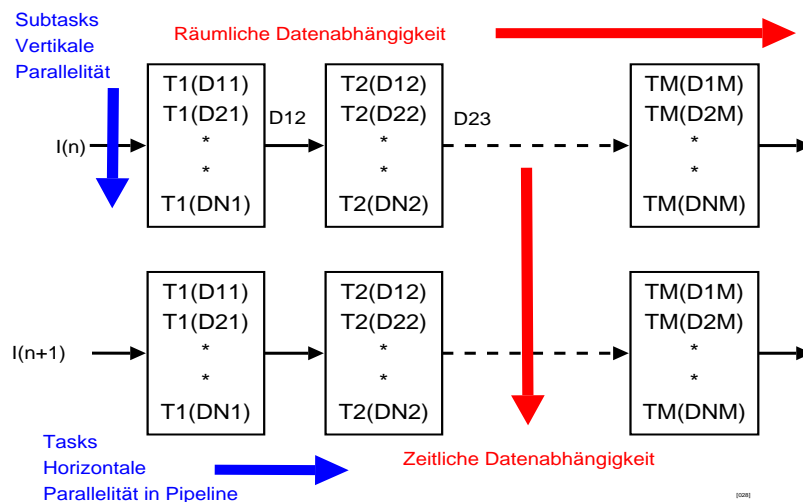 Subtasks
Vertikale
Parallelität
Räumliche Datenabhängigkeit
I(n)
T1(D11)
T1(D21)
*
*
T1(DN1)
D12
T2(D12)
T2(D22)
*
*
T2(DN2)
D23
TM(D1M)
TM(D2M)
*
*
TM(DNM)
I(n+1)
T1(D11)
T1(D21)
*
*
T1(DN1)
T2(D12)
T2(D22)
*
*
T2(DN2)
TM(D1M)
TM(D2M)
*
*
TM(DNM)
Tasks
Horizontale
Parallelität in Pipeline
Zeitliche Datenabhängigkeit
[028]